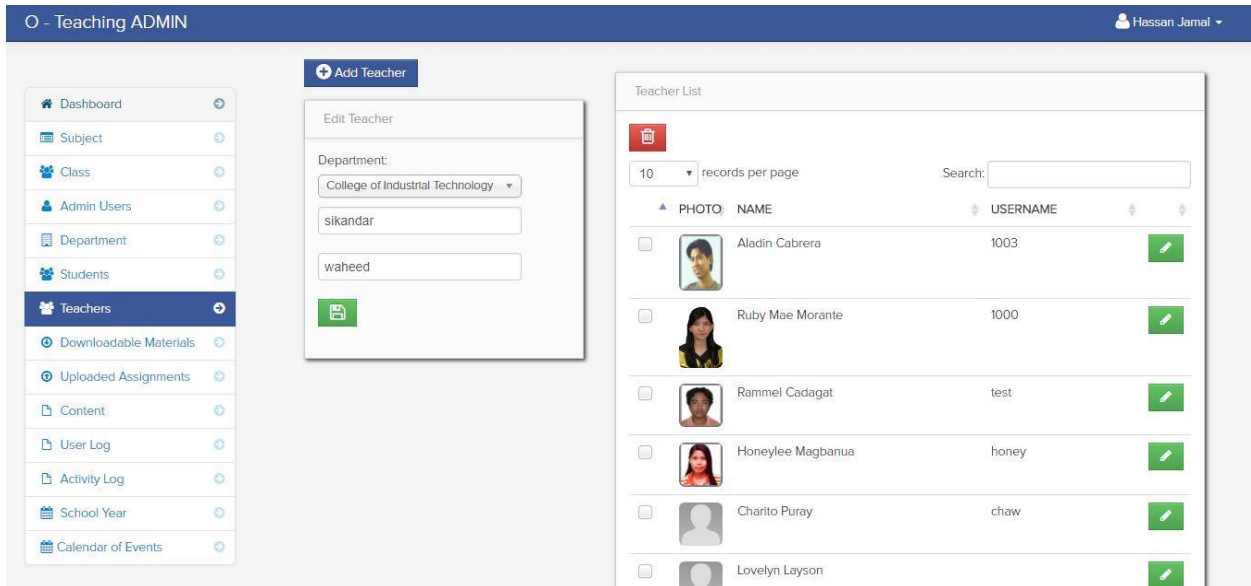 O - Teaching ADMIN
Hassan Jamal
Dashboard
Subject
Class
Admin Users
Department
Students
Teachers
Downloadable Materials
Uploaded Assignments
Content
User Log
Activity Log
School Year
Calendar of Events
Add Teacher
Edit Teacher
Department:
College of Industrial Technology
sikandar
waheed
Teacher List
10 records per page Search:
PHOTO NAME USERNAME
Aladin Cabrera 1003
Ruby Mae Morante 1000
Rammel Cadagat test
Honeylee Magbanua honey
Charito Puray chaw
Lovelyn Layson